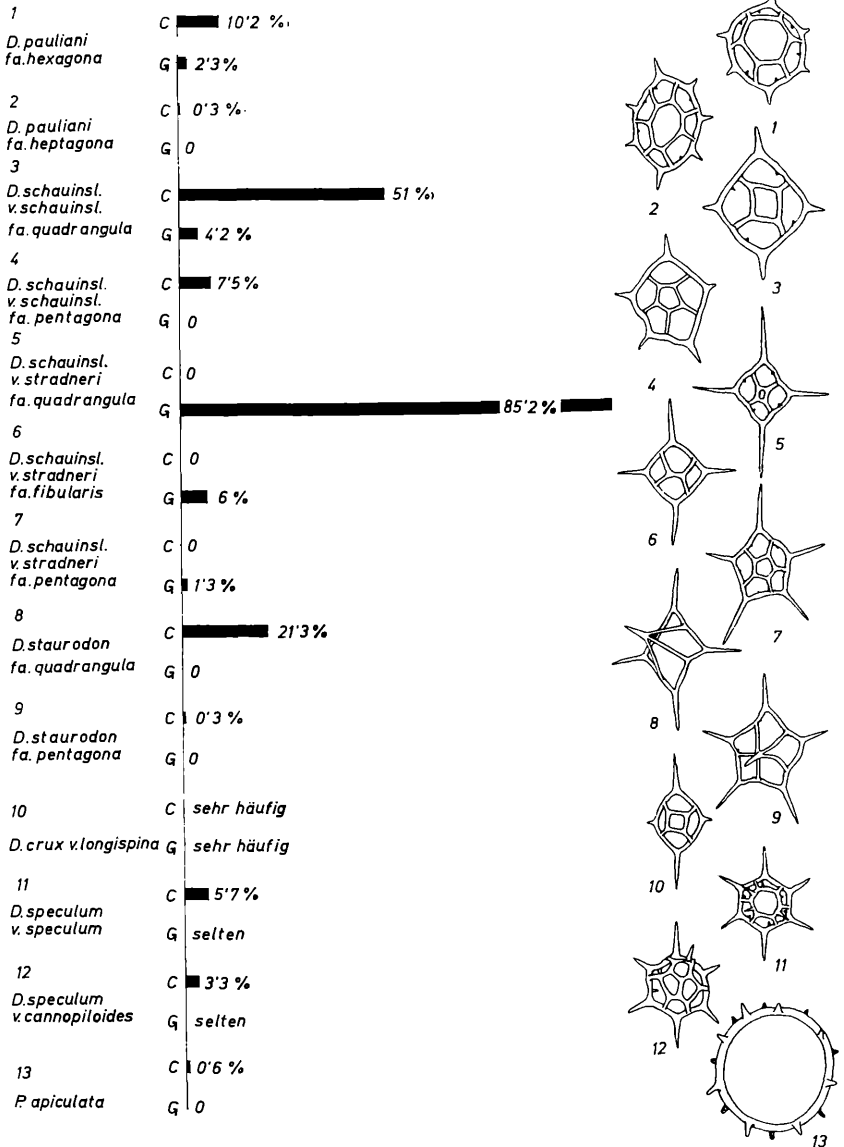 1
D. pauliani
fa. hexagona
C 10'2 %
G 2'3%
2
D. pauliani
fa. heptagona
C 0'3 %
G 0
3
D. schauinsl.
v. schauinsl.
fa. quadrangula
C 51 %
G 4'2 %
4
D. schauinsl.
v. schauinsl.
fa. pentagona
C 7'5 %
G 0
5
D. schauinsl.
v. stradneri
fa. quadrangula
C 0
G 85'2 %
6
D. schauinsl.
v. stradneri
fa. fibularis
C 0
G 6 %
7
D. schauinsl.
v. stradneri
fa. pentagona
C 0
G 1'3 %
8
D. staurodon
fa. quadrangula
C 21'3 %
G 0
9
D. staurodon
fa. pentagona
C 0'3 %
G 0
10
D. crux v. longispina
C sehr häufig
G sehr häufig
11
D. speculum
v. speculum
C 5'7 %
G selten
12
D. speculum
v. cannopiloides
C 3'3 %
G selten
13
P. apiculata
C 0'6 %
G 0
1
2
3
4
5
6
7
8
9
10
11
12
13